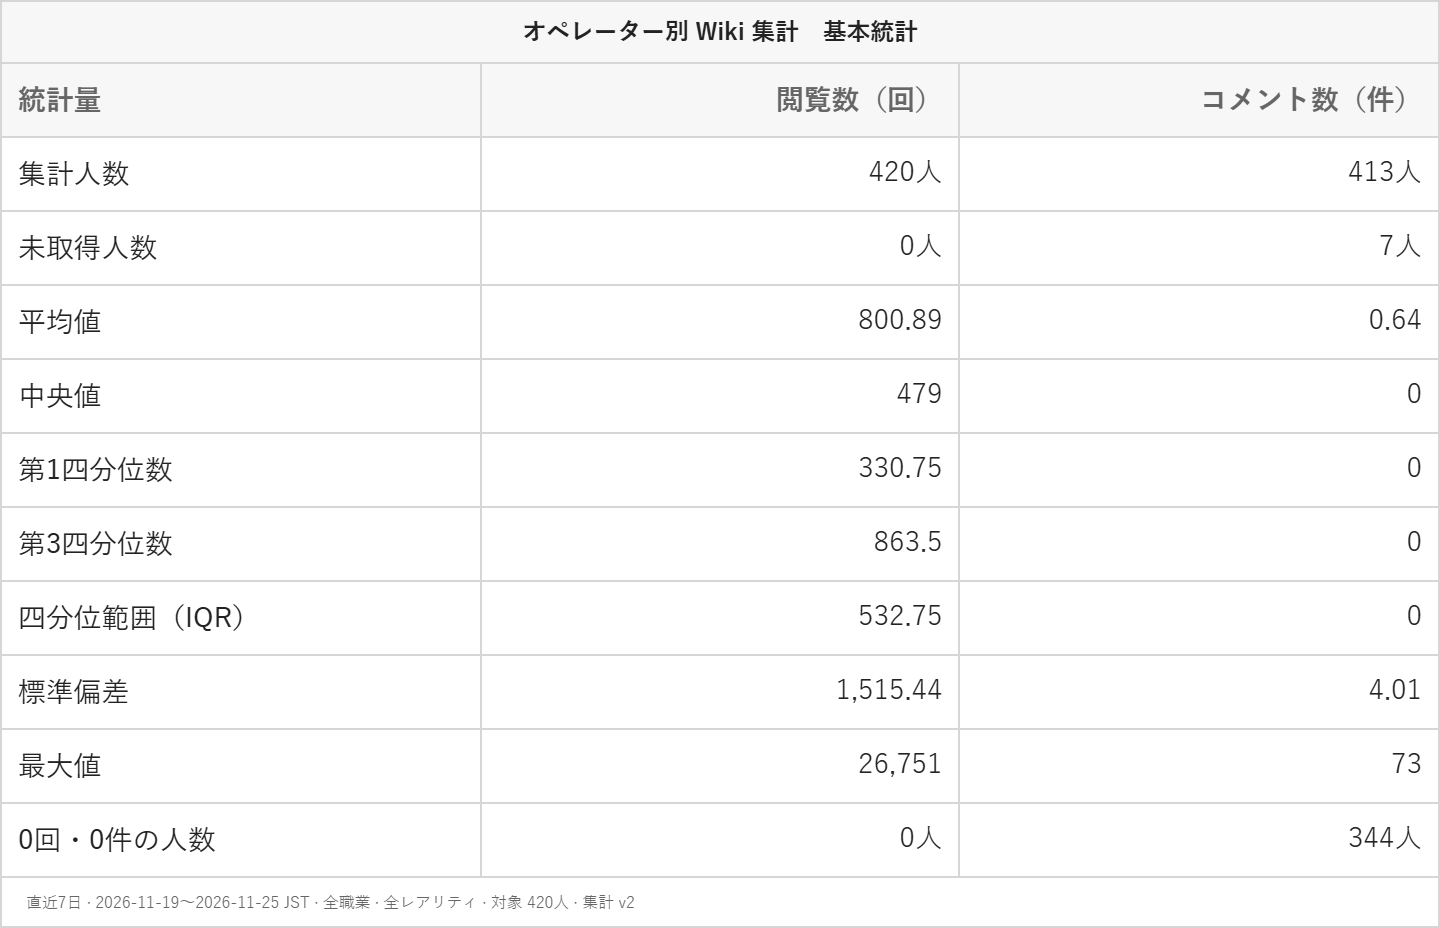 オペレーター別 Wiki 集計　基本統計
統計量 閲覧数（回） コメント数（件）
集計人数 420人 413人
未取得人数 0人 7人
平均値 800.89 0.64
中央値 479 0
第1四分位数 330.75 0
第3四分位数 863.5 0
四分位範囲（IQR） 532.75 0
標準偏差 1,515.44 4.01
最大値 26,751 73
0回・0件の人数 0人 344人
直近7日 · 2026-11-19〜2026-11-25 JST · 全職業 · 全レアリティ · 対象 420人 · 集計 v2